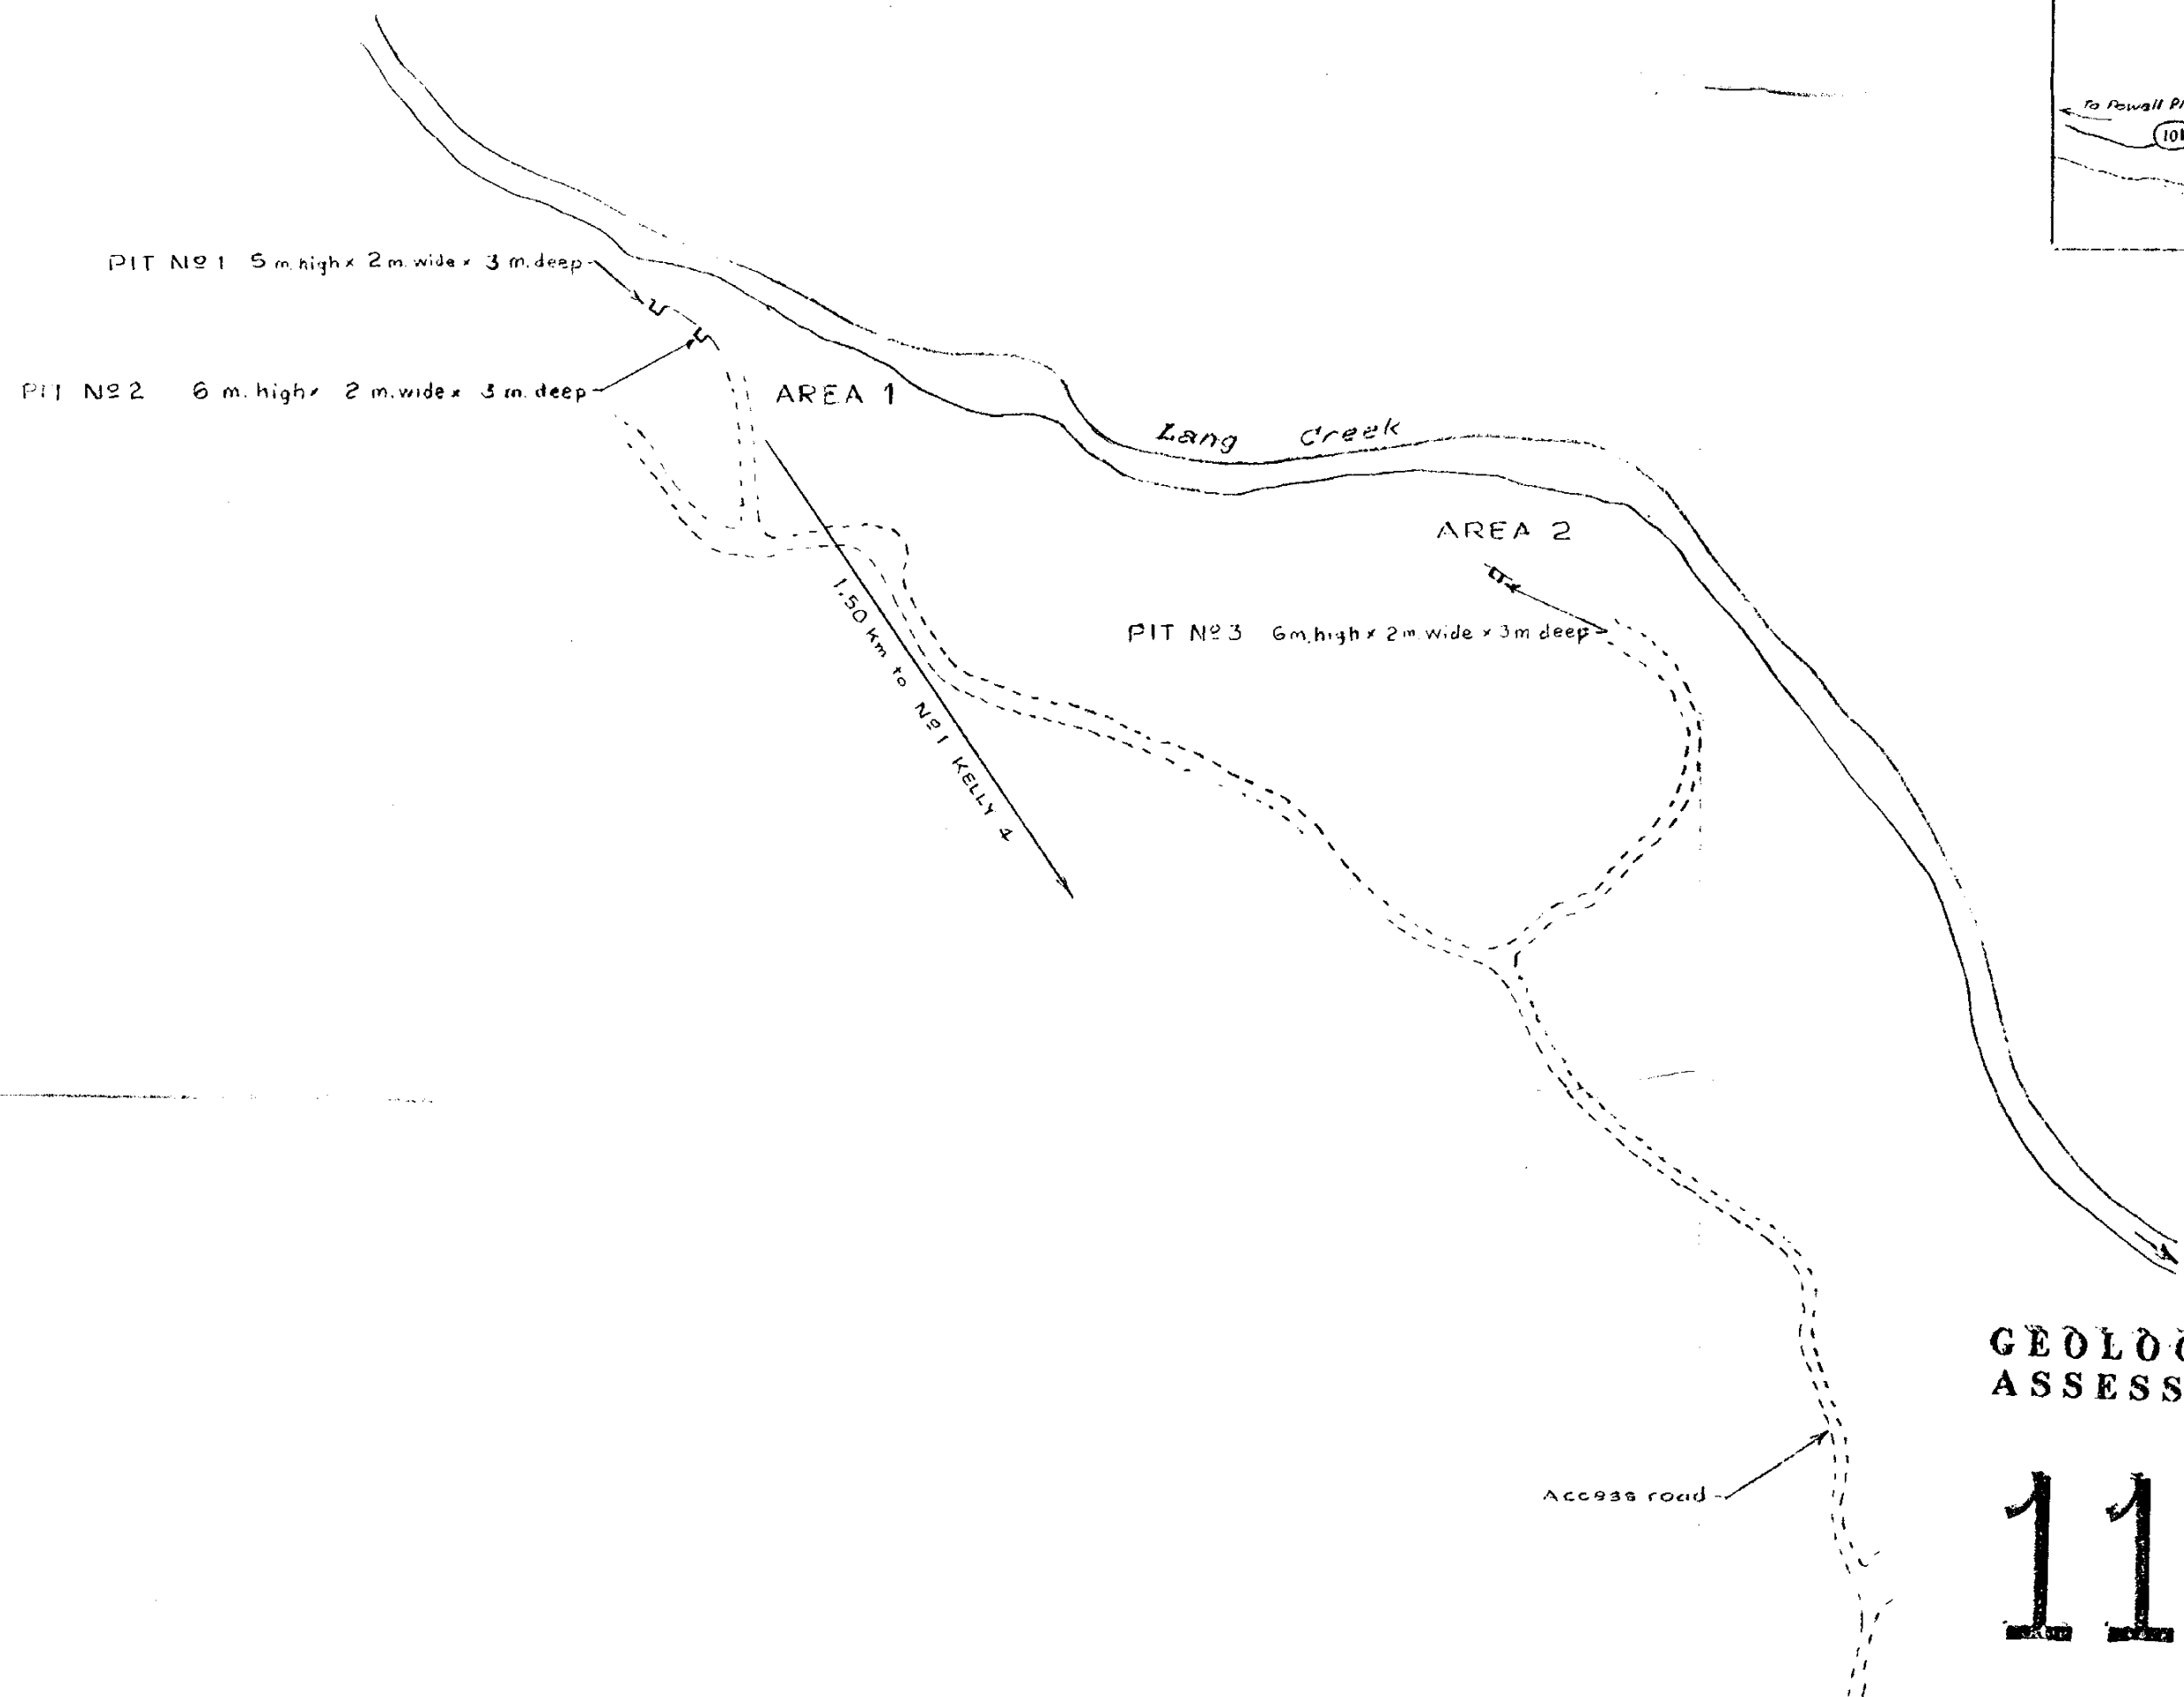 To Powell
101
PIT Nº 1 5 m. high x 2 m. wide x 3 m. deep
PIT Nº 2 6 m. high x 2 m. wide x 3 m. deep
AREA 1
Lang Creek
AREA 2
PIT Nº 3 6 m. high x 2 m. wide x 3 m deep
1.50 Km to Nº 1 KELLY 4
GEOLO
ASSESS
Access road
11